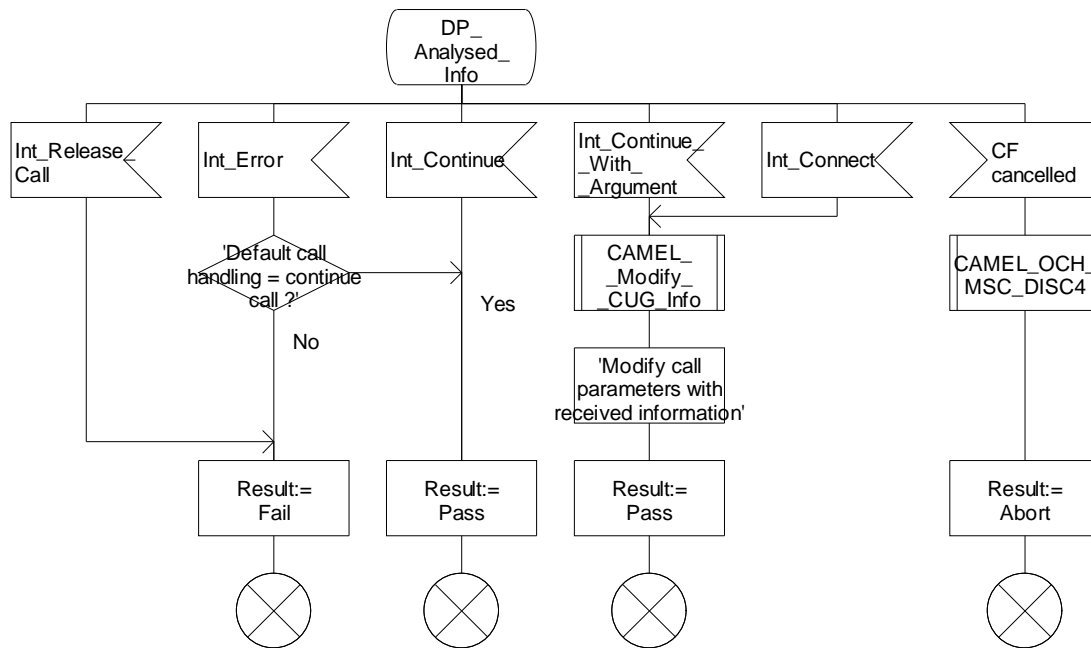 DP_
Analysed_
Info
Int_Release_
Call
Int_Error
Int_Continue
Int_Continue_
_With_
_Argument
Int_Connect
CF
cancelled
'Default call
handling = continue
call ?'
Yes
No
CAMEL_
_Modify_
_CUG_Info
CAMEL_OCH_
MSC_DISC4
'Modify call
parameters with
received information'
Result:=
Fail
Result:=
Pass
Result:=
Pass
Result:=
Abort